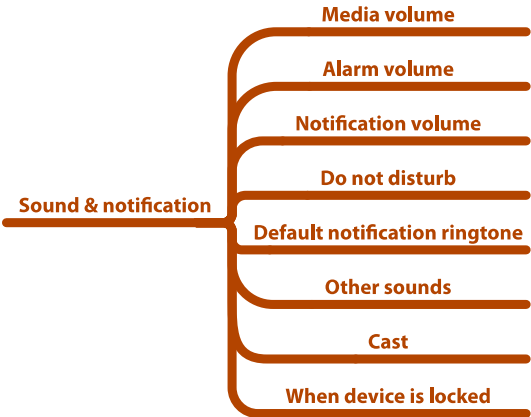 Media volume
Alarm volume
Notification volume
Do not disturb
Sound & notification
Default notification ringtone
Other sounds
Cast
When device is locked